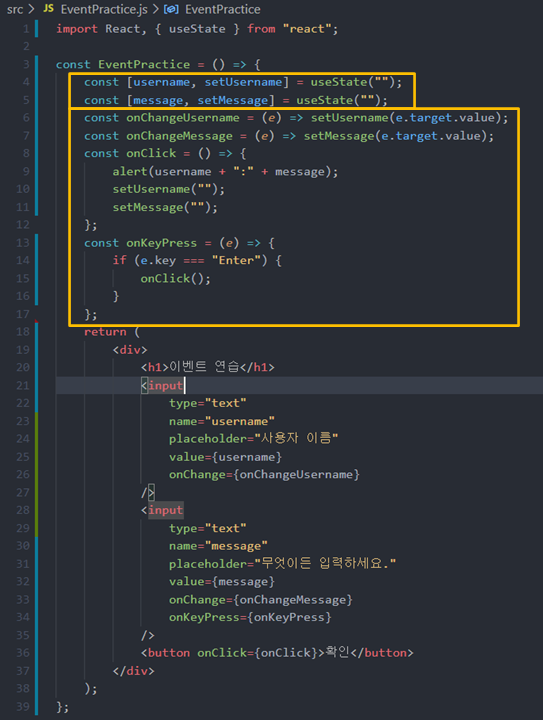 src > JS EventPractice.js > EventPractice
1 import React, { useState } from "react";
2
3 const EventPractice = () => {
4 const [username, setUsername] = useState("");
5 const [message, setMessage] = useState("");
6 const onChangeUsername = (e) => setUsername(e.target.value);
7 const onChangeMessage = (e) => setMessage(e.target.value);
8 const onClick = () => {
9 alert(username + ":" + message);
10 setUsername("");
11 setMessage("");
12 };
13 const onKeyPress = (e) => {
14 if (e.key === "Enter") {
15 onClick();
16 }
17 };
18 return (
19 <div>
20 <h1>이벤트 연습</h1>
21 <input
22 type="text"
23 name="username"
24 placeholder="사용자 이름"
25 value={username}
26 onChange={onChangeUsername}
27 />
28 <input
29 type="text"
30 name="message"
31 placeholder="무엇이든 입력하세요."
32 value={message}
33 onChange={onChangeMessage}
34 onKeyPress={onKeyPress}
35 />
36 <button onClick={onClick}>확인</button>
37 </div>
38 );
39 };